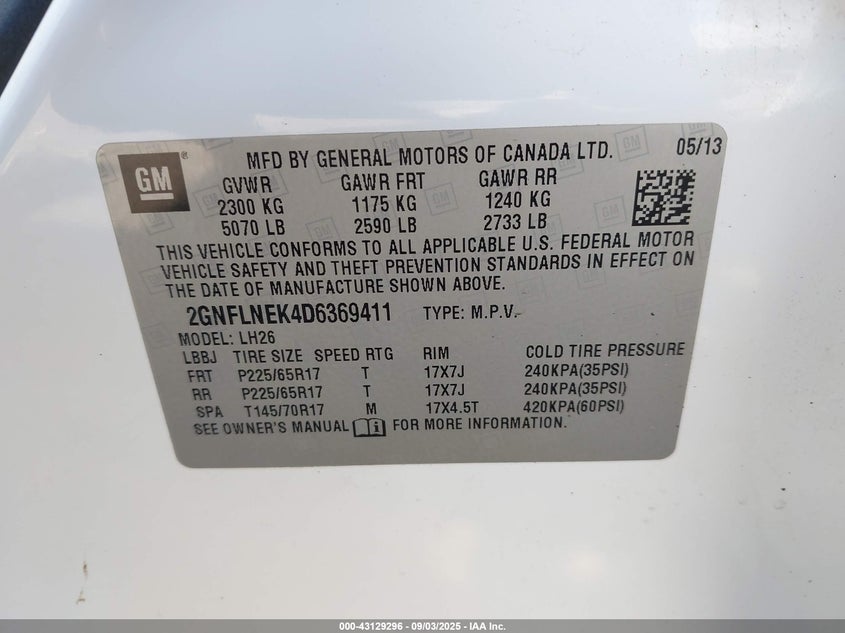 GM ® MFD BY GENERAL MOTORS OF CANADA LTD. 05/13
GVWR GAWR FRT GAWR RR
2300 KG 1175 KG 1240 KG
5070 LB 2590 LB 2733 LB
THIS VEHICLE CONFORMS TO ALL APPLICABLE U.S. FEDERAL MOTOR
VEHICLE SAFETY AND THEFT PREVENTION STANDARDS IN EFFECT ON
THE DATE OF MANUFACTURE SHOWN ABOVE.
2GNFLNEK4D6369411 TYPE: M.P.V.
MODEL: LH26
LBBJ TIRE SIZE SPEED RTG RIM COLD TIRE PRESSURE
FRT P225/65R17 T 17X7J 240KPA(35PSI)
RR P225/65R17 T 17X7J 240KPA(35PSI)
SPA T145/70R17 M 17X4.5T 420KPA(60PSI)
SEE OWNER'S MANUAL FOR MORE INFORMATION.
000-43129296 - 09/03/2025 - IAA Inc.